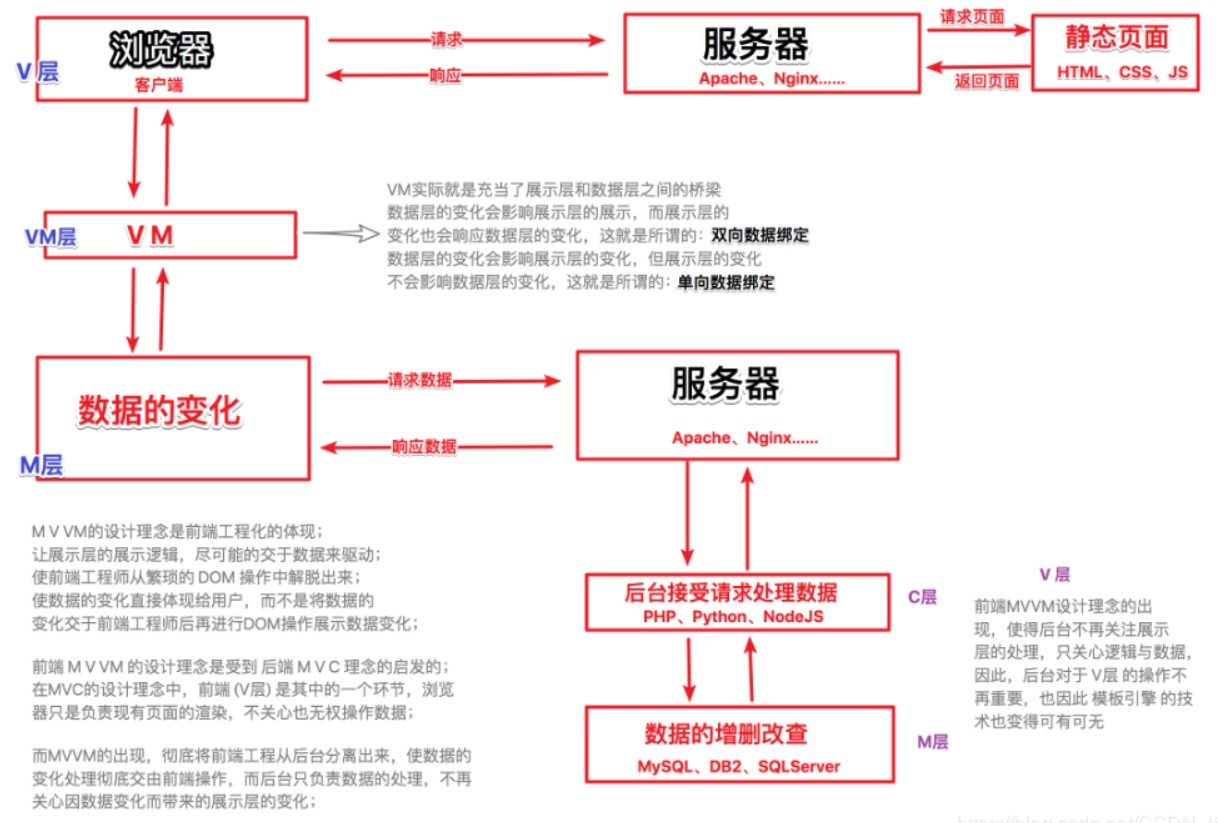 浏览器
客户端
V 层
请求
响应
服务器
Apache、Nginx......
请求页面
返回页面
静态页面
HTML、CSS、JS
VM层
V M
VM实际就是充当了展示层和数据层之间的桥梁
数据层的变化会影响展示层的展示，而展示层的
变化也会响应数据层的变化，这就是所谓的：双向数据绑定
数据层的变化会影响展示层的变化，但展示层的变化
不会影响数据层的变化，这就是所谓的：单向数据绑定
数据的变化
M层
请求数据
响应数据
服务器
Apache、Nginx......
后台接受请求处理数据
PHP、Python、NodeJS
C层
数据的增删改查
MySQL、DB2、SQLServer
M层
M V VM的设计理念是前端工程化的体现；
让展示层的展示逻辑，尽可能的交于数据来驱动；
使前端工程师从繁琐的 DOM 操作中解脱出来；
使数据的变化直接体现给用户，而不是将数据的
变化交于前端工程师后再进行DOM操作展示数据变化；
前端 M V VM 的设计理念是受到 后端 M V C 理念的启发的；
在MVC的设计理念中，前端 (V层) 是其中的一个环节，浏览
器只是负责现有页面的渲染，不关心也无权操作数据；
而MVVM的出现，彻底将前端工程从后台分离出来，使数据的
变化处理彻底交由前端操作，而后台只负责数据的处理，不再
关心因数据变化而带来的展示层的变化；
V 层
前端MVVM设计理念的出
现，使得后台不再关注展示
层的处理，只关心逻辑与数据，
因此，后台对于 V层 的操作不
再重要，也因此 模板引擎 的技
术也变得可有可无